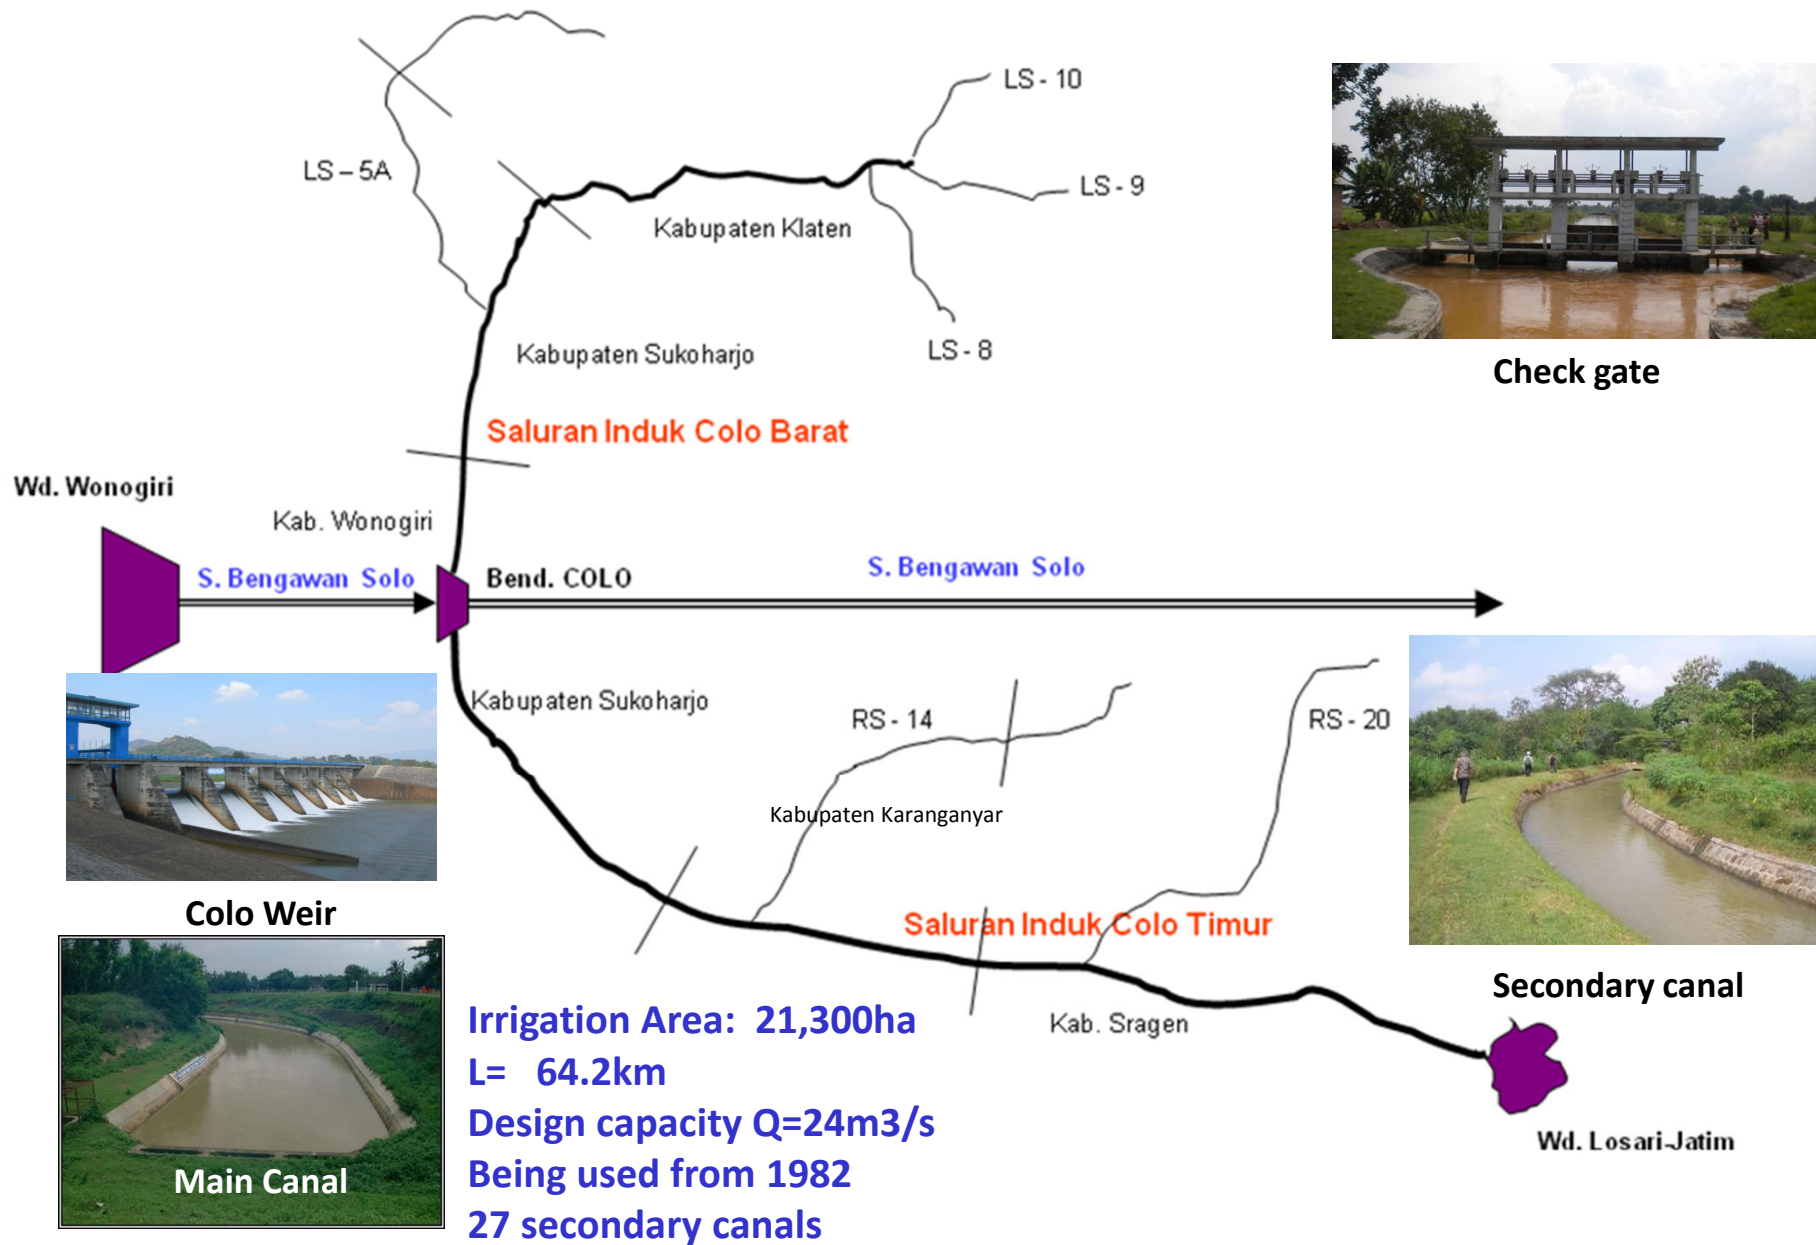 LS - 10
LS – 5A
LS - 9
Kabupaten Klaten
LS - 8
Kabupaten Sukoharjo
Check gate
Saluran Induk Colo Barat
Wd. Wonogiri
Kab. Wonogiri
S. Bengawan Solo
Bend. COLO
S. Bengawan Solo
Kabupaten Sukoharjo
RS - 14
RS - 20
Kabupaten Karanganyar
Colo Weir
Saluran Induk Colo Timur
Secondary canal
Kab. Sragen
Wd. Losari-Jatim
Main Canal
Irrigation Area: 21,300ha
L= 64.2km
Design capacity Q=24m3/s
Being used from 1982
27 secondary canals